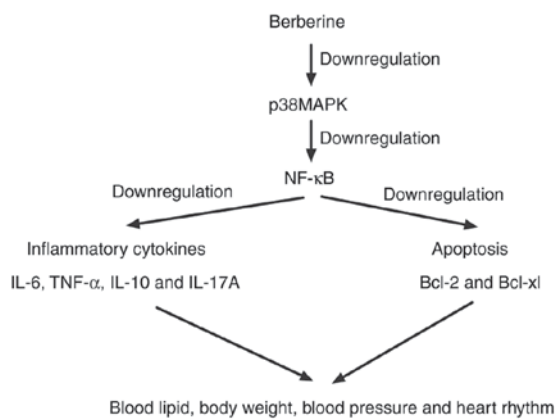 Berberine
Downregulation
p38MAPK
Downregulation
NF-κB
Downregulation
Downregulation
Inflammatory cytokines
IL-6, TNF-α, IL-10 and IL-17A
Apoptosis
Bcl-2 and Bcl-xl
Blood lipid, body weight, blood pressure and heart rhythm